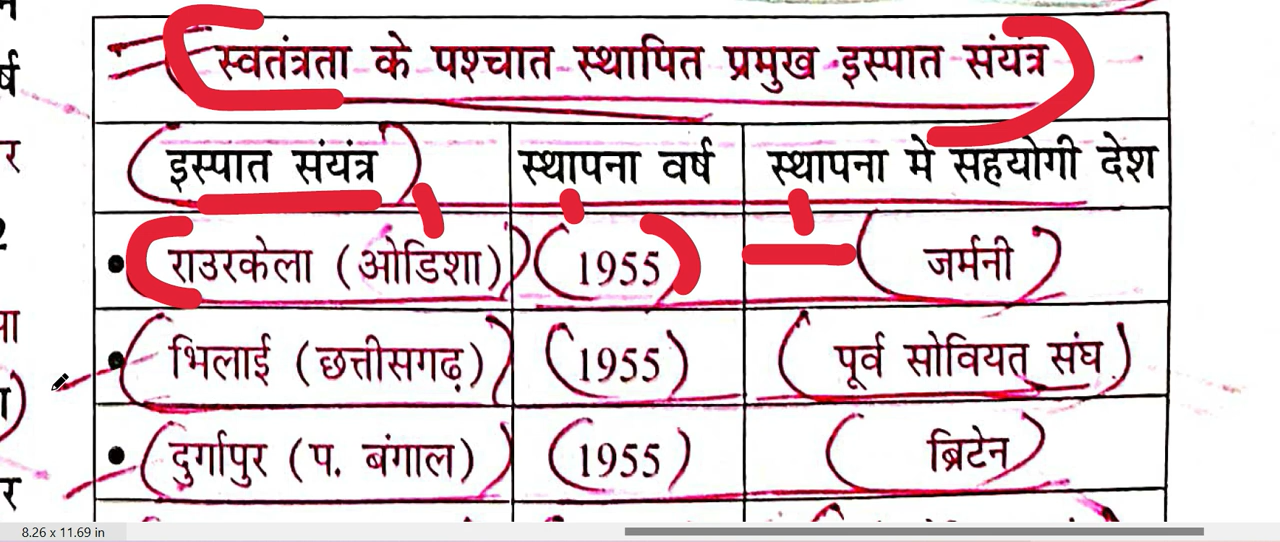 र्ष
स्वतंत्रता के पश्चात स्थापित प्रमुख इस्पात संयंत्र
र
इस्पात संयंत्र स्थापना वर्ष स्थापना मे सहयोगी देश
2
• राउरकेला (ओडिशा) 1955 जर्मनी
• भिलाई (छत्तीसगढ़) 1955 पूर्व सोवियत संघ
• दुर्गापुर (प. बंगाल) 1955 ब्रिटेन
र
8.26 x 11.69 in